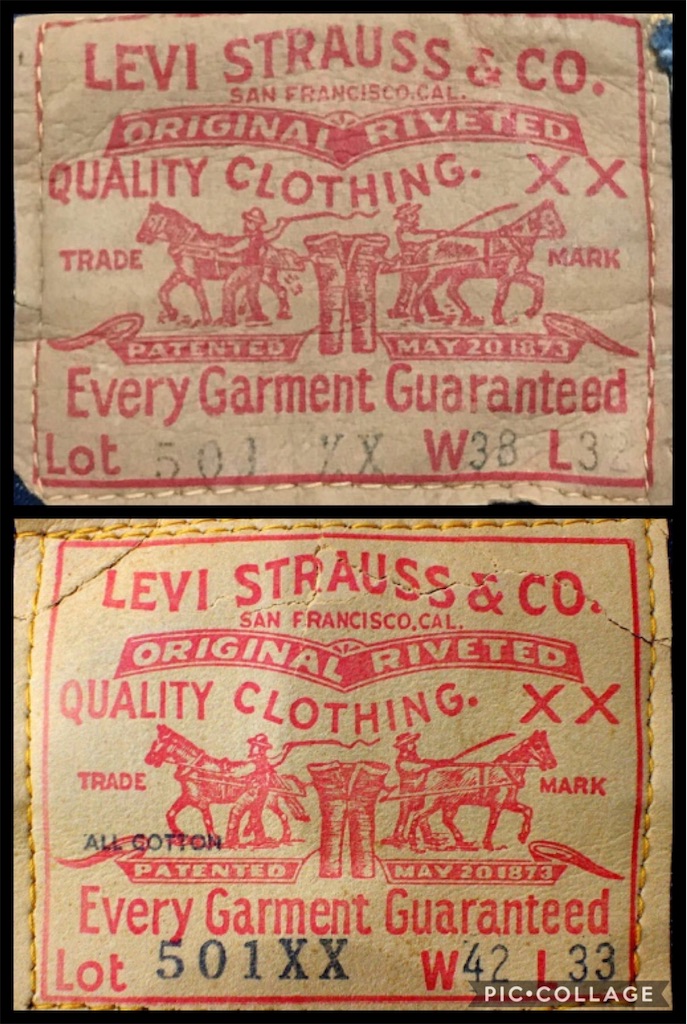 LEVI STRAUSS & CO.
SAN FRANCISCO, CAL.
ORIGINAL RIVETED
QUALITY CLOTHING. XX
TRADE MARK
PATENTED MAY 20 1873
Every Garment Guaranteed
Lot 501 XX W38 L32
LEVI STRAUSS & CO.
SAN FRANCISCO, CAL.
ORIGINAL RIVETED
QUALITY CLOTHING. XX
TRADE MARK
ALL COTTON
PATENTED MAY 20 1873
Every Garment Guaranteed
Lot 501XX W42 L33
PIC•COLLAGE